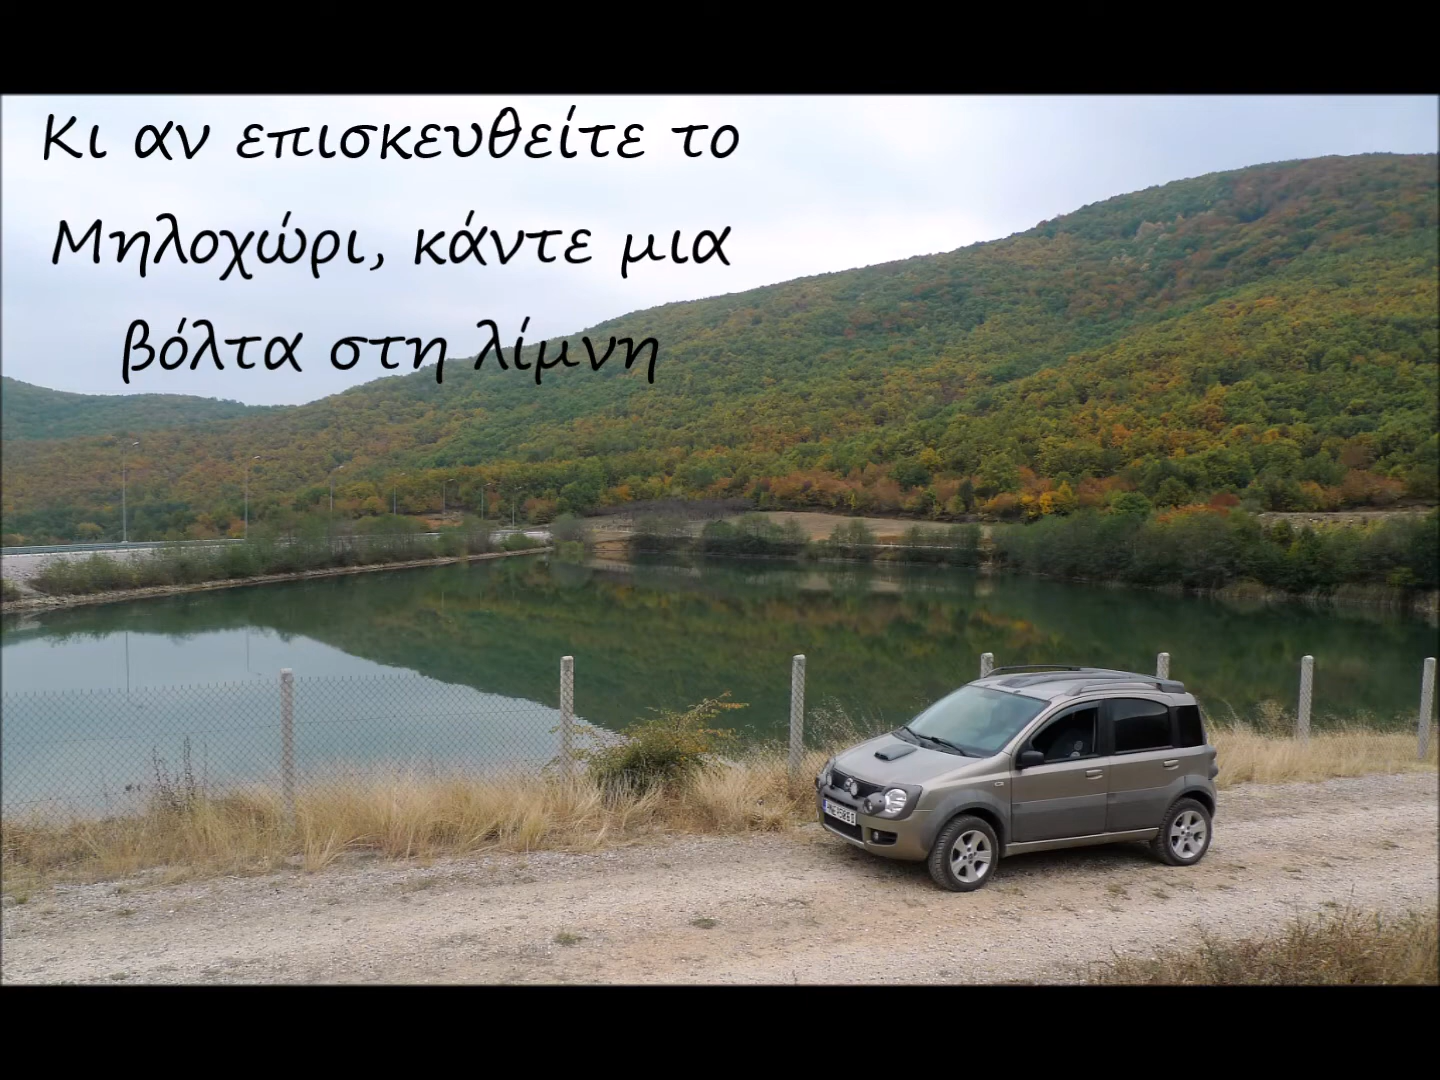 Κι αν επισκευθείτε το
Μηλοχώρι, κάντε μια
βόλτα στη λίμνη